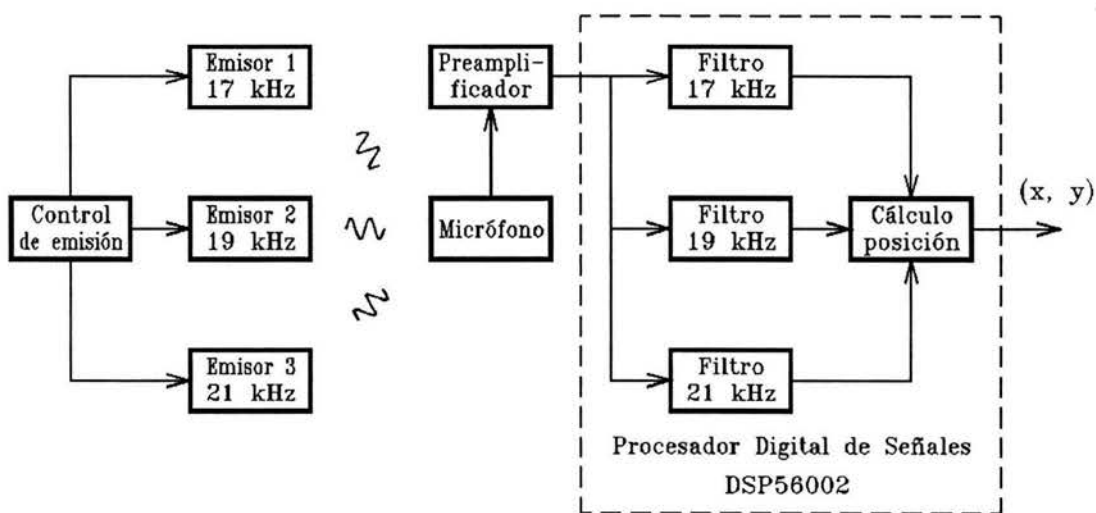 Emisor 1
17 kHz
Preampli-
ficador
Filtro
17 kHz
Control
de emisión
Emisor 2
19 kHz
Micrófono
Filtro
19 kHz
Cálculo
posición
(x, y)
Emisor 3
21 kHz
Filtro
21 kHz
Procesador Digital de Señales
DSP56002